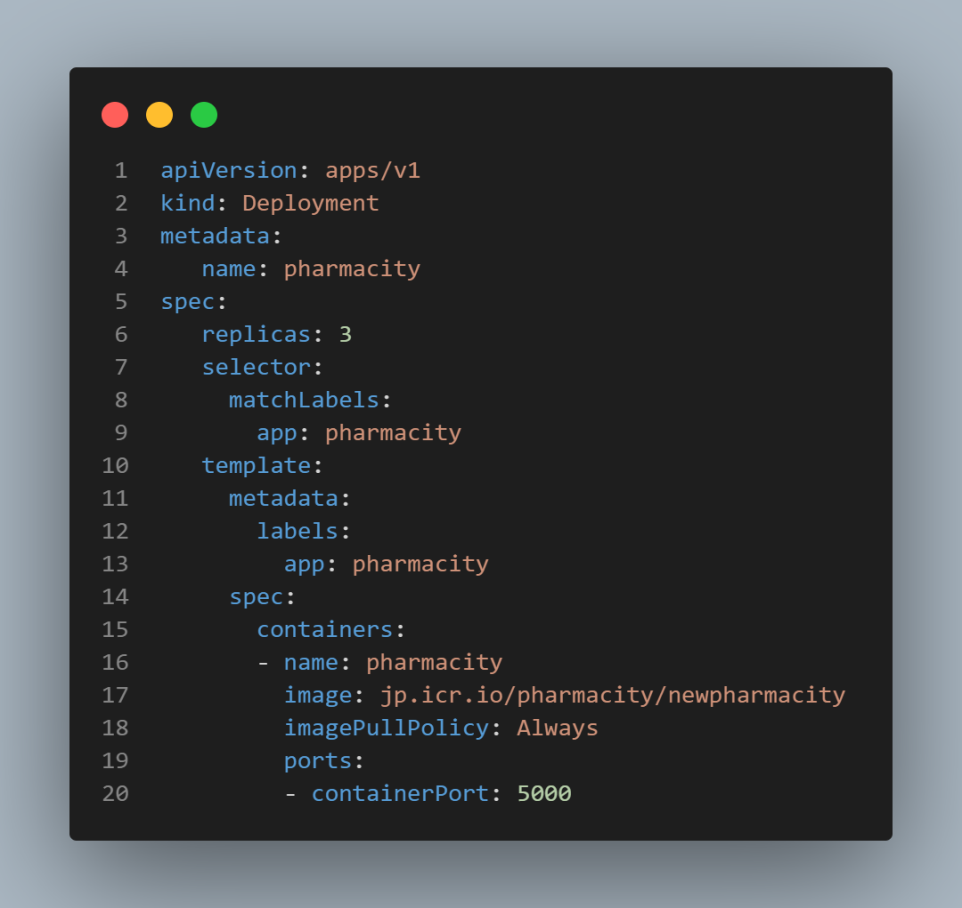 1 apiVersion: apps/v1
2 kind: Deployment
3 metadata:
4    name: pharmacity
5 spec:
6    replicas: 3
7    selector:
8      matchLabels:
9        app: pharmacity
10    template:
11      metadata:
12        labels:
13          app: pharmacity
14      spec:
15        containers:
16        - name: pharmacity
17          image: jp.icr.io/pharmacity/newpharmacity
18          imagePullPolicy: Always
19          ports:
20          - containerPort: 5000